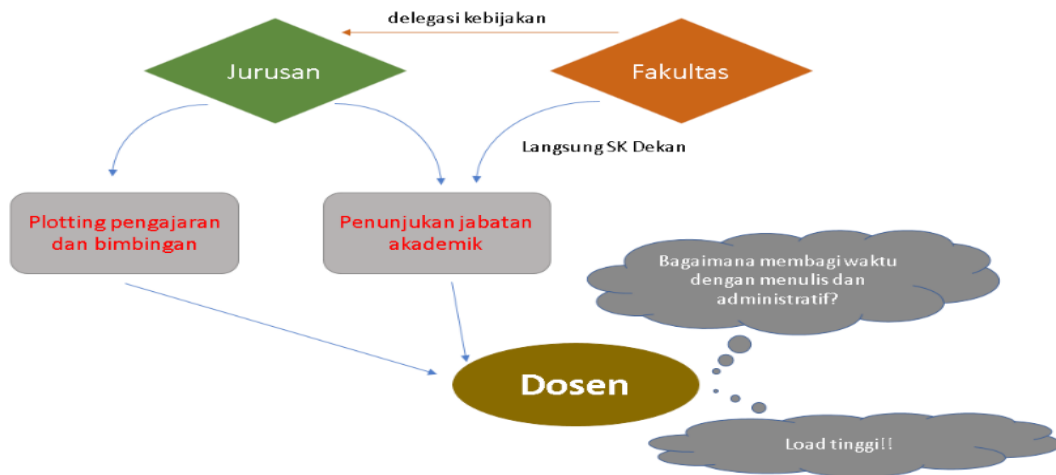 delegasi kebijakan
Jurusan
Fakultas
Langsung SK Dekan
Plotting pengajaran
dan bimbingan
Penunjukan jabatan
akademik
Bagaimana membagi waktu
dengan menulis dan
administratif?
Dosen
Load tinggi!!